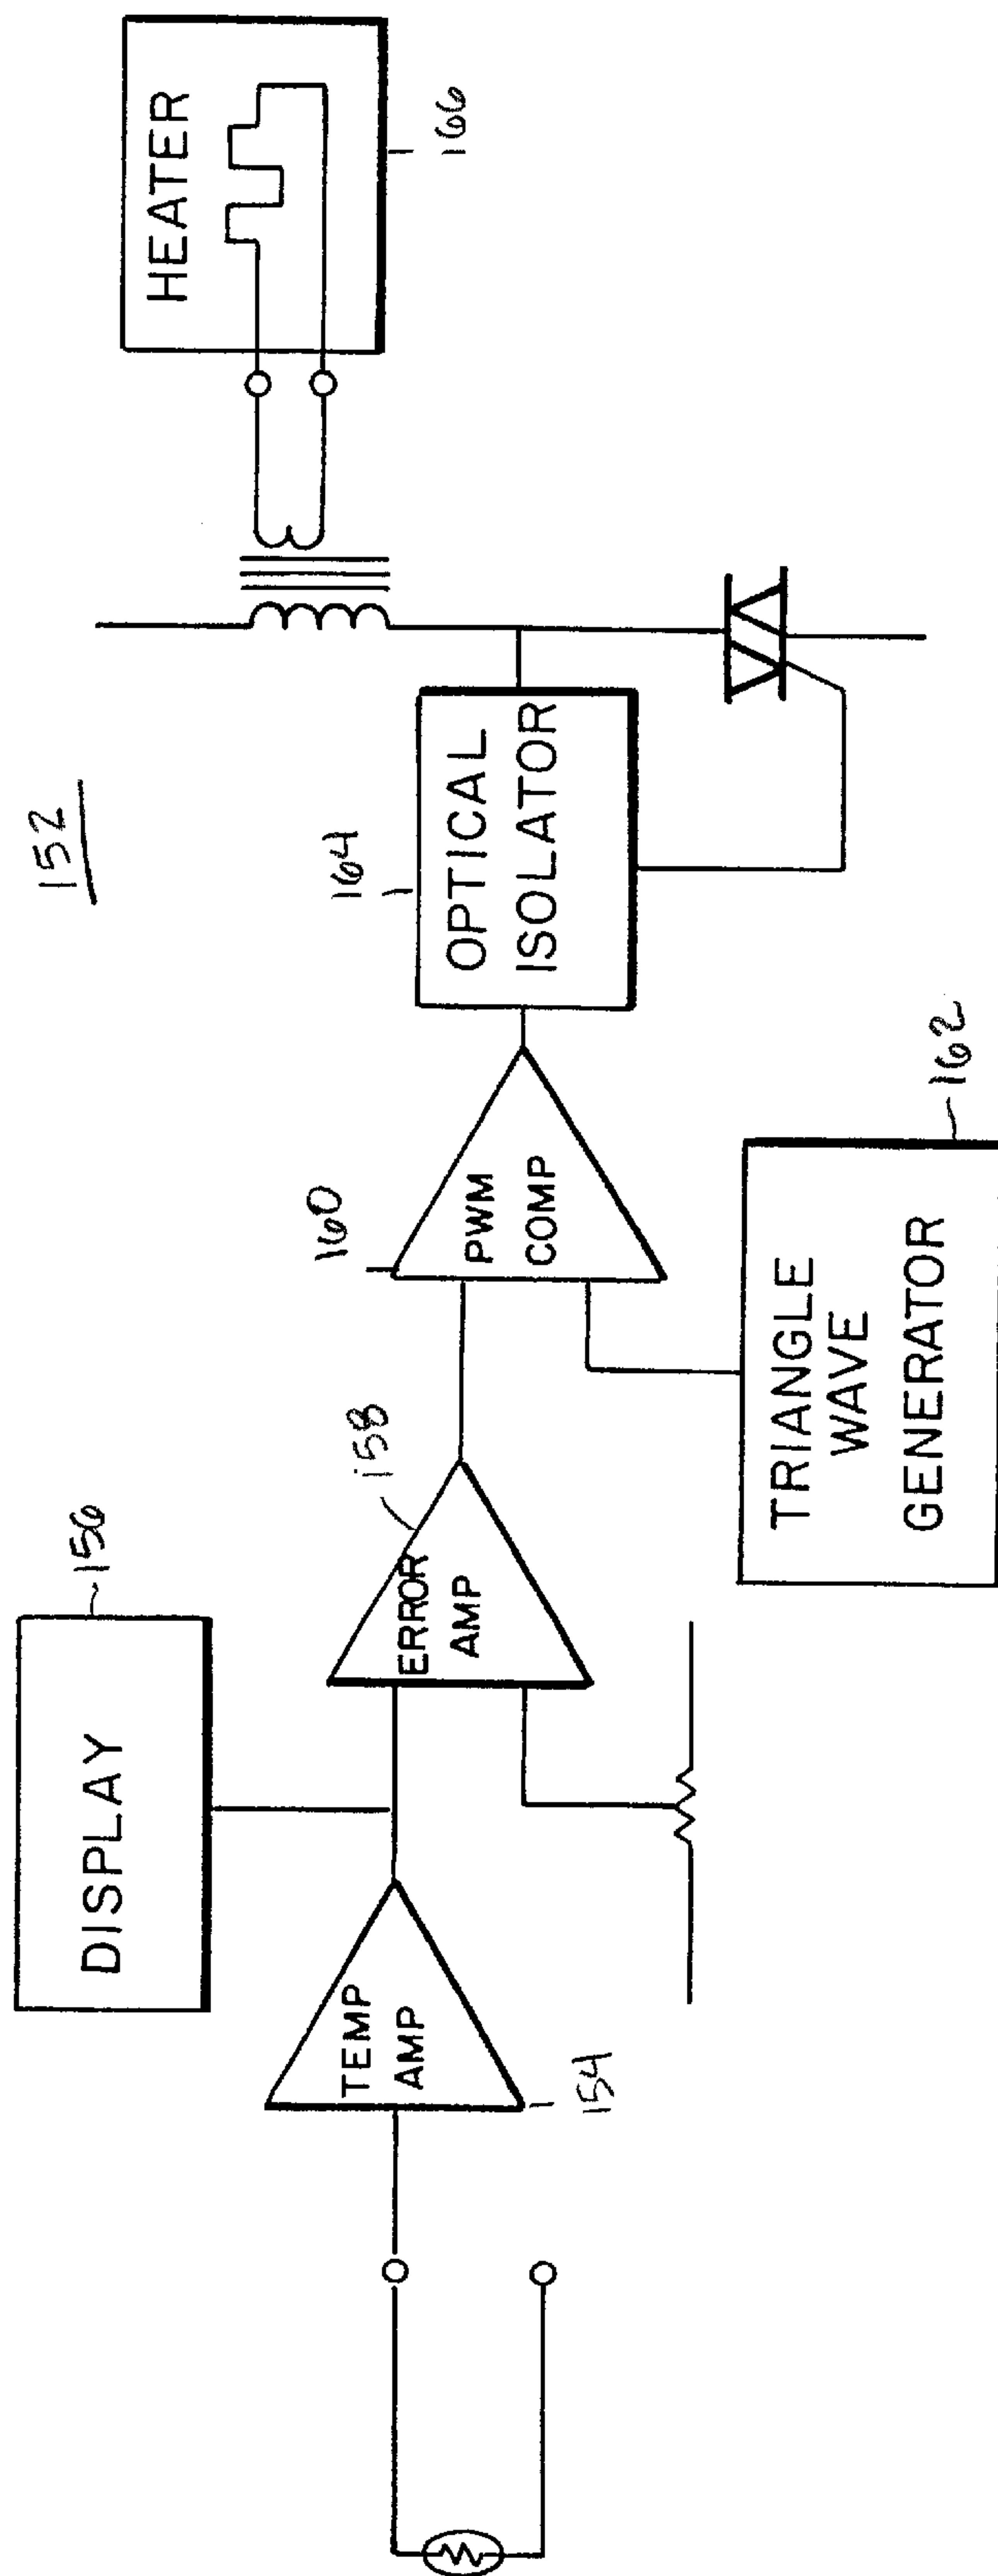 152
DISPLAY
156
TEMP
AMP
154
ERROR
AMP
158
PWM
COMP
160
TRIANGLE
WAVE
GENERATOR
162
OPTICAL
ISOLATOR
164
HEATER
166